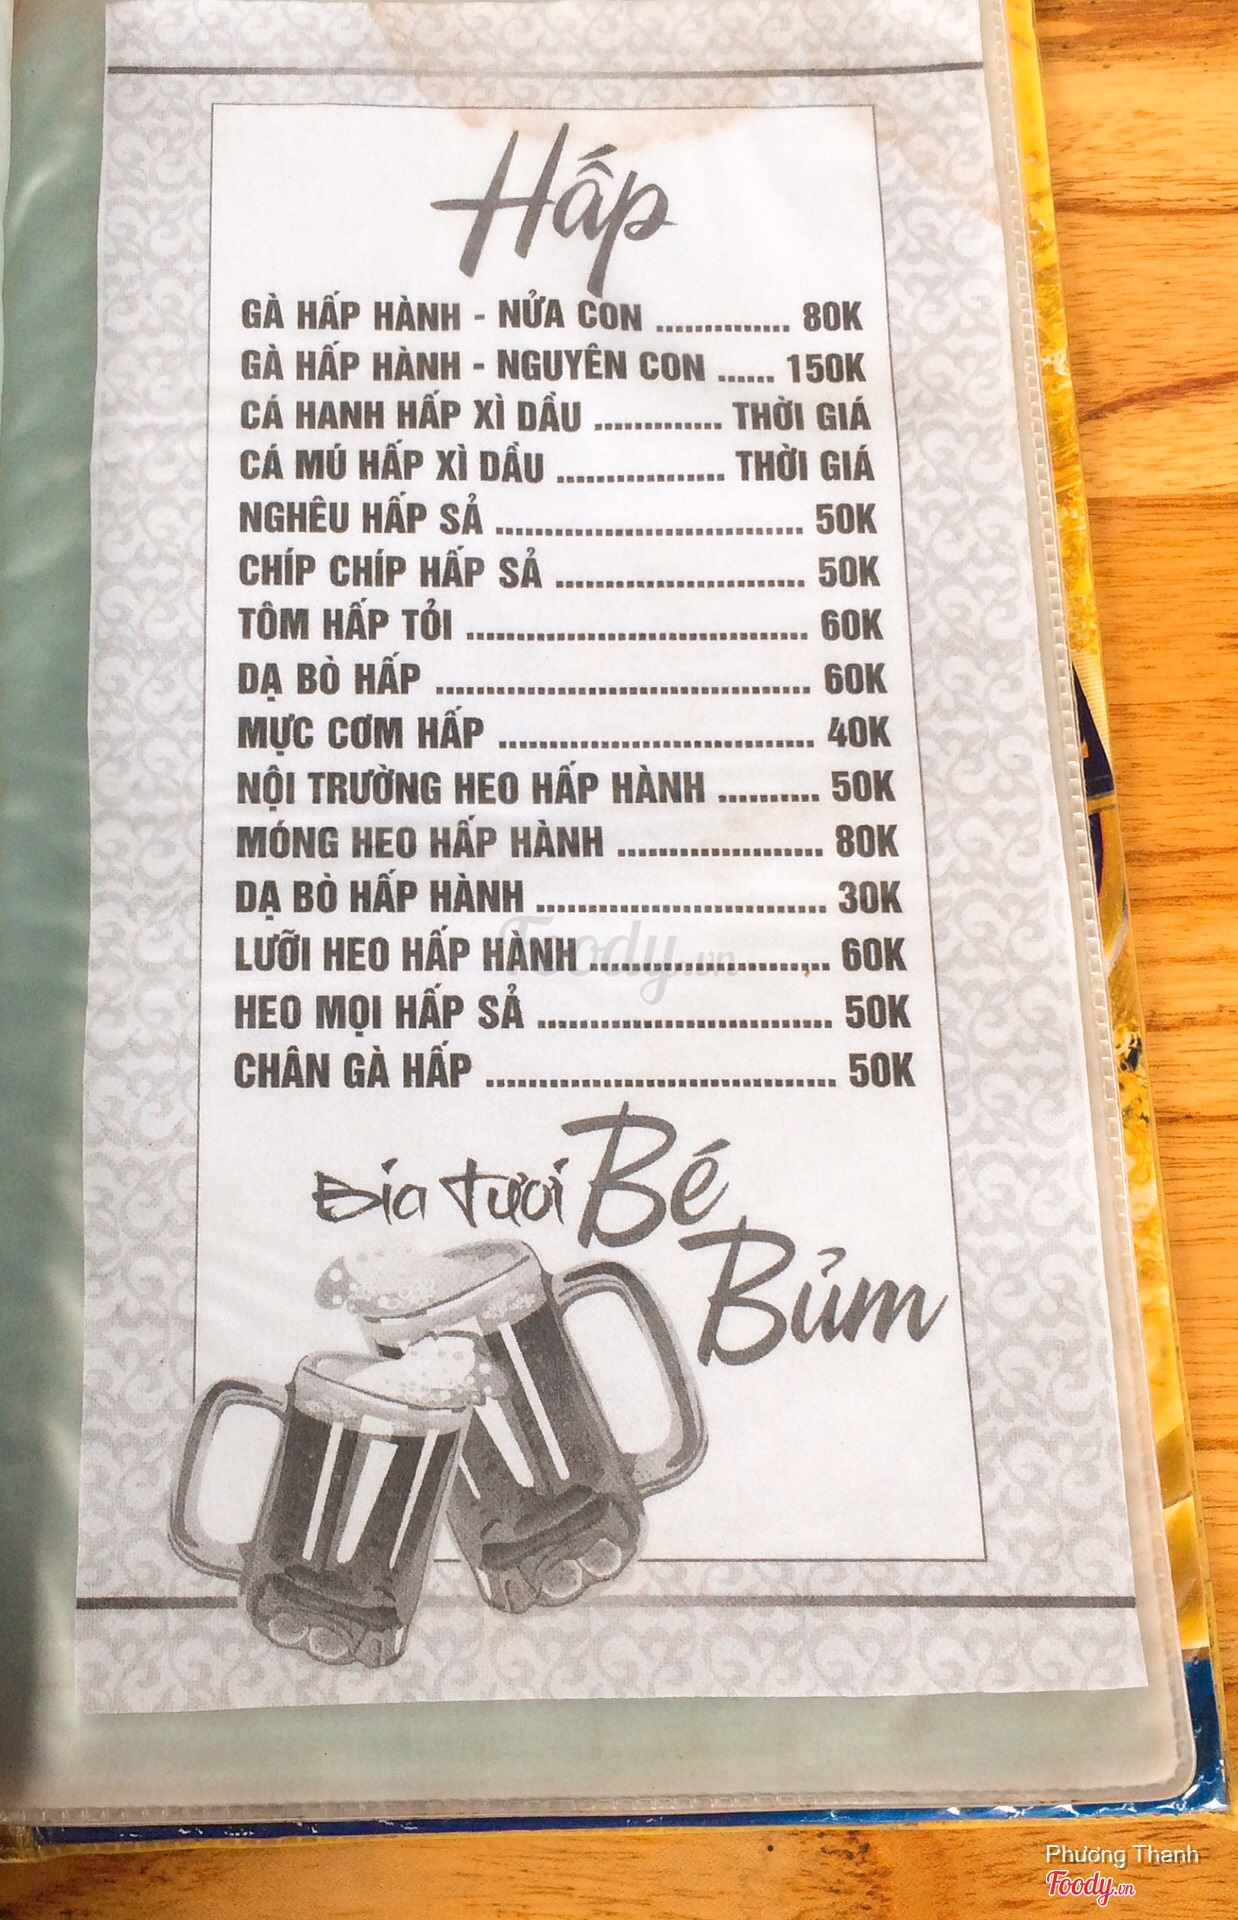 Hấp
GÀ HẤP HÀNH - NỬA CON .............. 80K
GÀ HẤP HÀNH - NGUYÊN CON ...... 150K
CÁ HANH HẤP XÌ DẦU ............. THỜI GIÁ
CÁ MÚ HẤP XÌ DẦU ................. THỜI GIÁ
NGHÊU HẤP SẢ ............................... 50K
CHÍP CHÍP HẤP SẢ ......................... 50K
TÔM HẤP TỎI .................................. 60K
DẠ BÒ HẤP ...................................... 60K
MỰC CƠM HẤP ................................ 40K
NỘI TRƯỜNG HEO HẤP HÀNH .......... 50K
MÓNG HEO HẤP HÀNH ..................... 80K
DẠ BÒ HẤP HÀNH ............................. 30K
LƯỠI HEO HẤP HÀNH ........................ 60K
HEO MỌI HẤP SẢ ............................. 50K
CHÂN GÀ HẤP ................................... 50K
Foody.vn
Bia tươi Bé
Bủm
Phương Thanh
Foody.vn